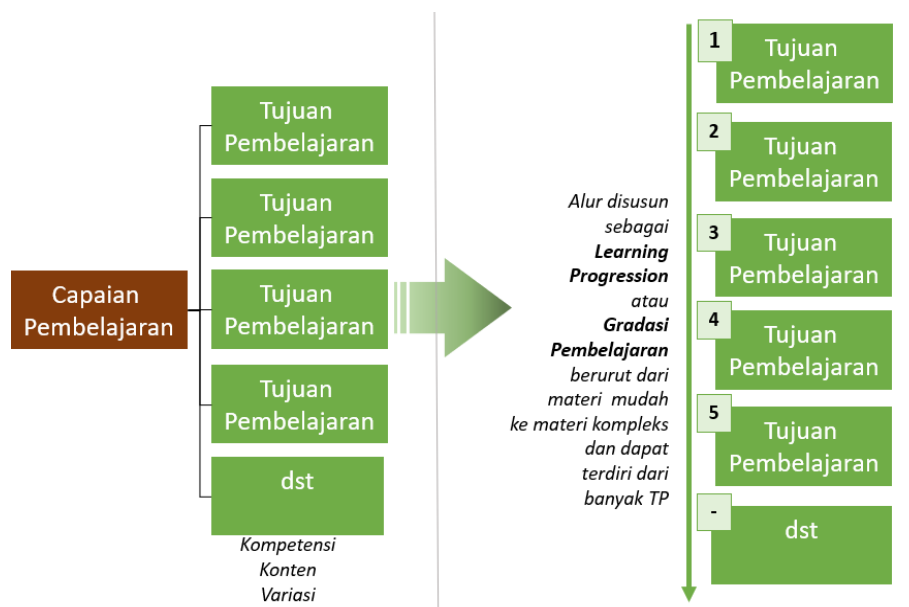 Capaian
Pembelajaran
Tujuan
Pembelajaran
Tujuan
Pembelajaran
Tujuan
Pembelajaran
Tujuan
Pembelajaran
dst
Kompetensi
Konten
Variasi
Alur disusun
sebagai
Learning
Progression
atau
Gradasi
Pembelajaran
berurut dari
materi mudah
ke materi kompleks
dan dapat
terdiri dari
banyak TP
1
Tujuan
Pembelajaran
2
Tujuan
Pembelajaran
3
Tujuan
Pembelajaran
4
Tujuan
Pembelajaran
5
Tujuan
Pembelajaran
-
dst